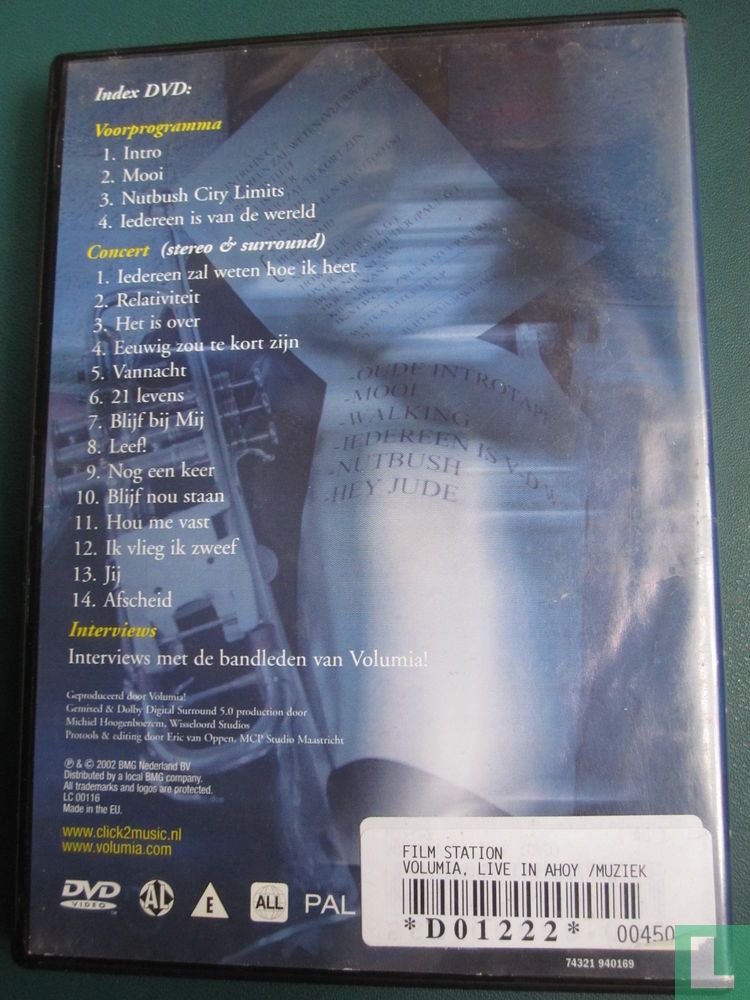 Index DVD:
Voorprogramma
1. Intro
2. Mooi
3. Nutbush City Limits
4. Iedereen is van de wereld
Concert (stereo & surround)
1. Iedereen zal weten hoe ik heet
2. Relativiteit
3. Het is over
4. Eeuwig zou te kort zijn
5. Vannacht
6. 21 levens
7. Blijf bij Mij
8. Leef!
9. Nog een keer
10. Blijf nou staan
11. Hou me vast
12. Ik vlieg ik zweef
13. Jij
14. Afscheid
Interviews
Interviews met de bandleden van Volumia!
-OUDE INTROTAPE
-MOOI
-WALKING
-IEDEREEN IS V.D.W.
-NUTBUSH
-HEY JUDE
Geproduceerd door Volumia!
Gemixed & Dolby Digital Surround 5.0 production door
Michiel Hoogenboezem, Wisseloord Studios
Protools & editing door Eric van Oppen, MCP Studio Maastricht
℗ & © 2002 BMG Nederland BV
Distributed by a local BMG company.
All trademarks and logos are protected.
LC 00116
Made in the EU.
www.click2music.nl
www.volumia.com
DVD VIDEO AL E ALL PAL
FILM STATION
VOLUMIA, LIVE IN AHOY /MUZIEK
*D01222* 00450
74321 940169
L